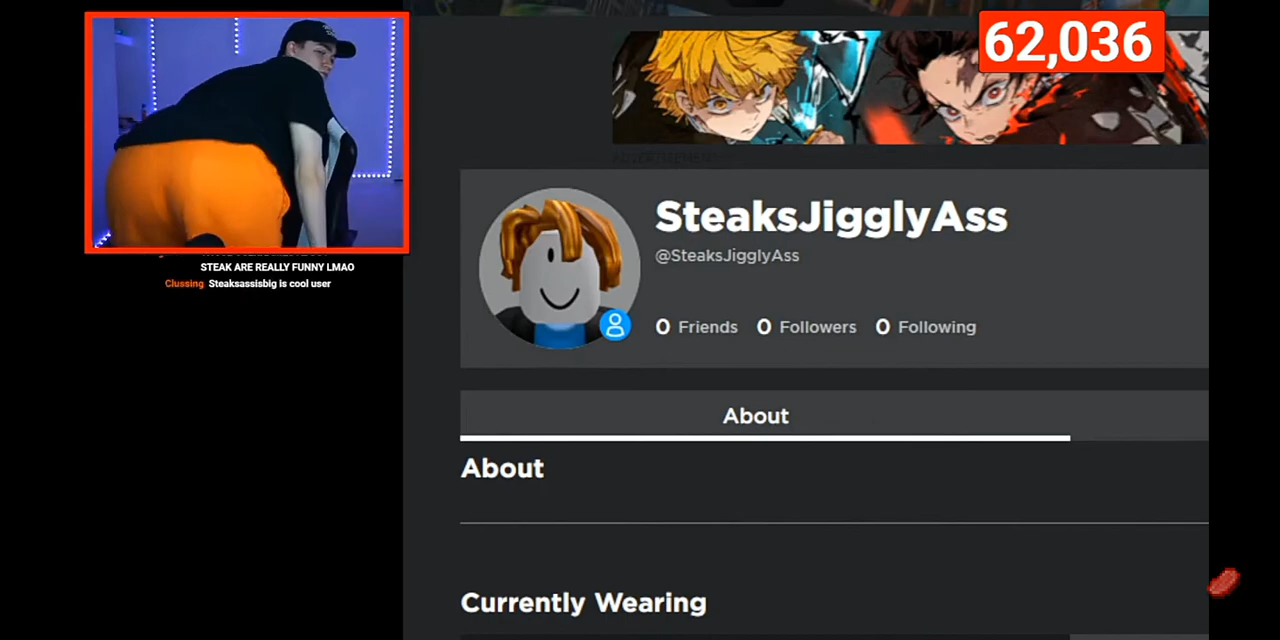 62,036
ADVERTISEMENT
SteaksJigglyAss
@SteaksJigglyAss
0 Friends 0 Followers 0 Following
STEAK ARE REALLY FUNNY LMAO
Clussing Steaksassisbig is cool user
About
About
Currently Wearing